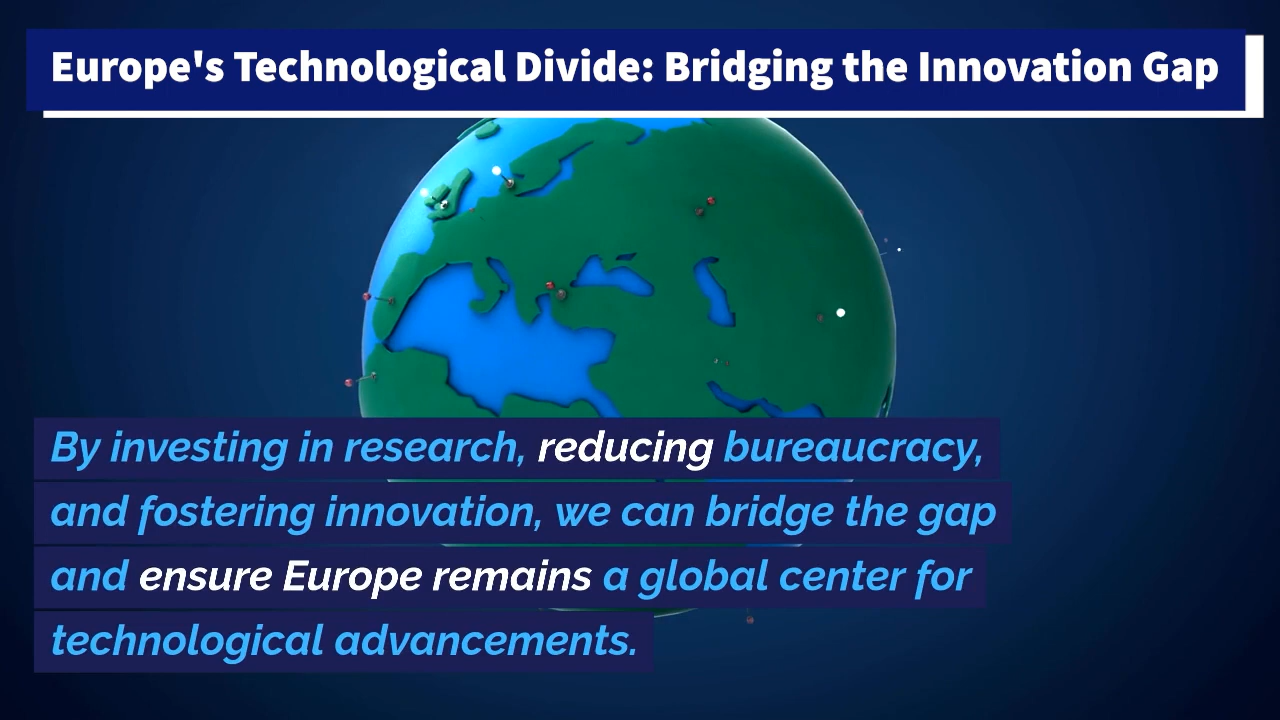 Europe's Technological Divide: Bridging the Innovation Gap
By investing in research, reducing bureaucracy,
and fostering innovation, we can bridge the gap
and ensure Europe remains a global center for
technological advancements.